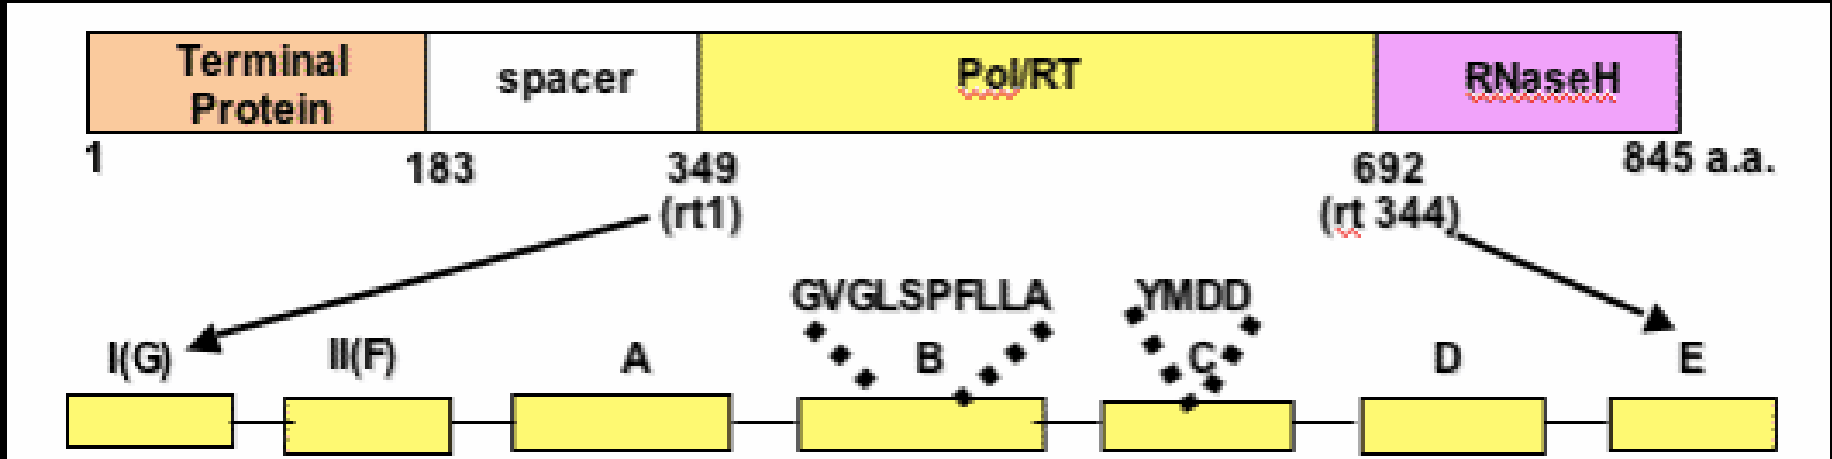 Terminal
Protein
spacer
Pol/RT
RNaseH
1
183
349
(rt1)
692
(rt 344)
845 a.a.
GVGLSPFLLA
YMDD
I(G)
II(F)
A
B
C
D
E